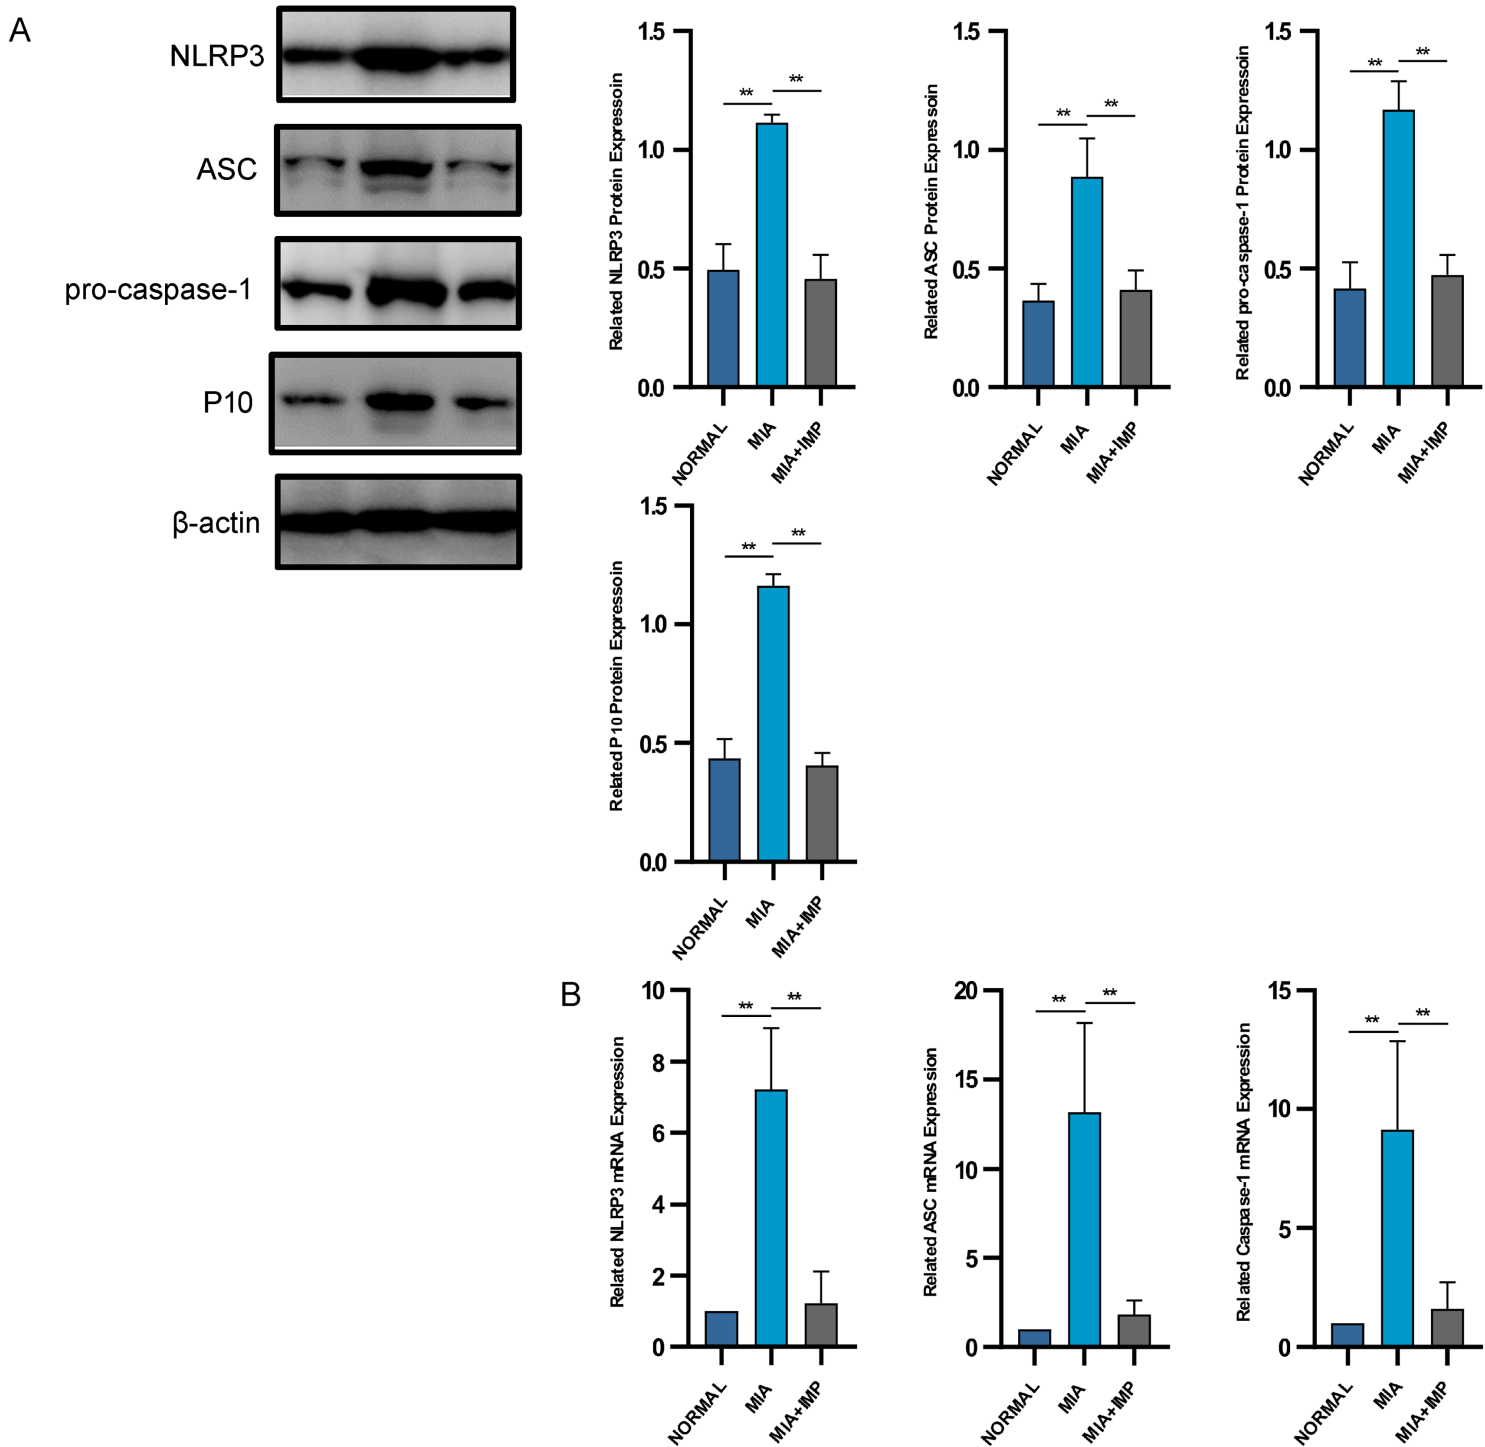 A
NLRP3
ASC
pro-caspase-1
P10
β-actin
Related NLRP3 Protein Expressoin
1.5
1.0
0.5
0.0
** **
NORMAL
MIA
MIA+IMP
Related ASC Protein Expressoin
1.5
1.0
0.5
0.0
** **
NORMAL
MIA
MIA+IMP
Related pro-caspase-1 Protein Expressoin
1.5
1.0
0.5
0.0
** **
NORMAL
MIA
MIA+IMP
Related P10 Protein Expressoin
1.5
1.0
0.5
0.0
** **
NORMAL
MIA
MIA+IMP
B
Related NLRP3 mRNA Expression
10
8
6
4
2
0
** **
NORMAL
MIA
MIA+IMP
Related ASC mRNA Expression
20
15
10
5
0
** **
NORMAL
MIA
MIA+IMP
Related Caspase-1 mRNA Expression
15
10
5
0
** **
NORMAL
MIA
MIA+IMP